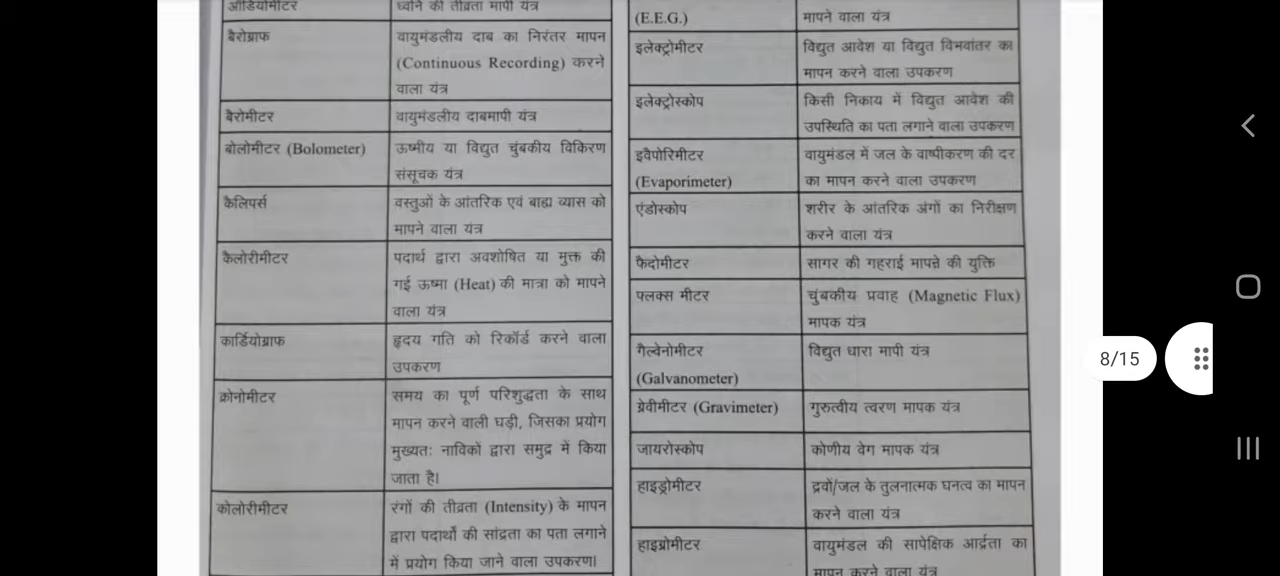 ऑडियोमीटर ध्वनि की तीव्रता मापी यंत्र
बैरोग्राफ वायुमंडलीय दाब का निरंतर मापन
(Continuous Recording) करने
वाला यंत्र
बैरोमीटर वायुमंडलीय दाबमापी यंत्र
बोलोमीटर (Bolometer) ऊष्मीय या विद्युत चुंबकीय विकिरण
संसूचक यंत्र
कैलिपर्स वस्तुओं के आंतरिक एवं बाह्य व्यास को
मापने वाला यंत्र
कैलोरीमीटर पदार्थ द्वारा अवशोषित या मुक्त की
गई ऊष्मा (Heat) की मात्रा को मापने
वाला यंत्र
कार्डियोग्राफ हृदय गति को रिकॉर्ड करने वाला
उपकरण
क्रोनोमीटर समय का पूर्ण परिशुद्धता के साथ
मापन करने वाली घड़ी, जिसका प्रयोग
मुख्यतः नाविकों द्वारा समुद्र में किया
जाता है।
कोलोरीमीटर रंगों की तीव्रता (Intensity) के मापन
द्वारा पदार्थों की सांद्रता का पता लगाने
में प्रयोग किया जाने वाला उपकरण।
(E.E.G.) मापने वाला यंत्र
इलेक्ट्रोमीटर विद्युत आवेश या विद्युत विभवांतर का
मापन करने वाला उपकरण
इलेक्ट्रोस्कोप किसी निकाय में विद्युत आवेश की
उपस्थिति का पता लगाने वाला उपकरण
इवैपोरिमीटर वायुमंडल में जल के वाष्पीकरण की दर
(Evaporimeter) का मापन करने वाला उपकरण
एंडोस्कोप शरीर के आंतरिक अंगों का निरीक्षण
करने वाला यंत्र
फैदोमीटर सागर की गहराई मापन्ने की युक्ति
फ्लक्स मीटर चुंबकीय प्रवाह (Magnetic Flux)
मापक यंत्र
गैल्वेनोमीटर विद्युत धारा मापी यंत्र
(Galvanometer)
ग्रेवीमीटर (Gravimeter) गुरुत्वीय त्वरण मापक यंत्र
जायरोस्कोप कोणीय वेग मापक यंत्र
हाइड्रोमीटर द्रवों/जल के तुलनात्मक घनत्व का मापन
करने वाला यंत्र
हाइग्रोमीटर वायुमंडल की सापेक्षिक आर्द्रता का
मापन करने वाला यंत्र
8/15